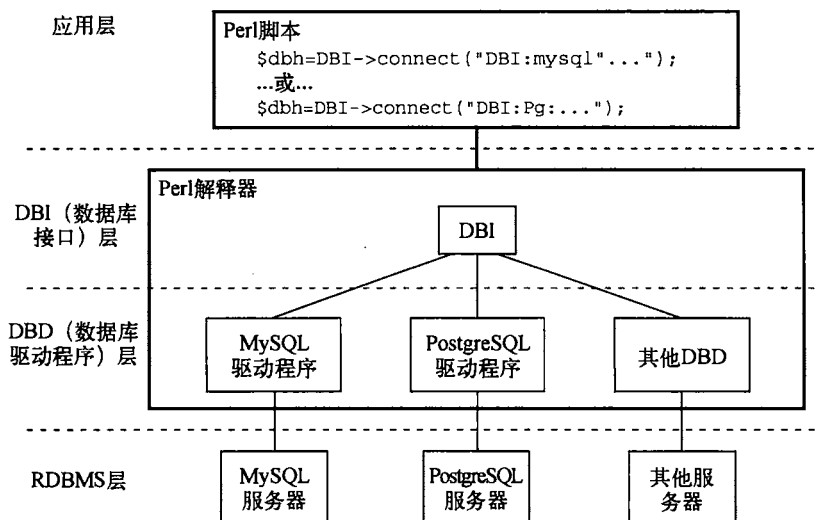 应用层
Perl脚本
$dbh=DBI->connect("DBI:mysql"...");
...或...
$dbh=DBI->connect("DBI:Pg:...");
Perl解释器
DBI（数据库
接口）层
DBI
DBD（数据库
驱动程序）层
MySQL
驱动程序
PostgreSQL
驱动程序
其他DBD
RDBMS层
MySQL
服务器
PostgreSQL
服务器
其他服
务器